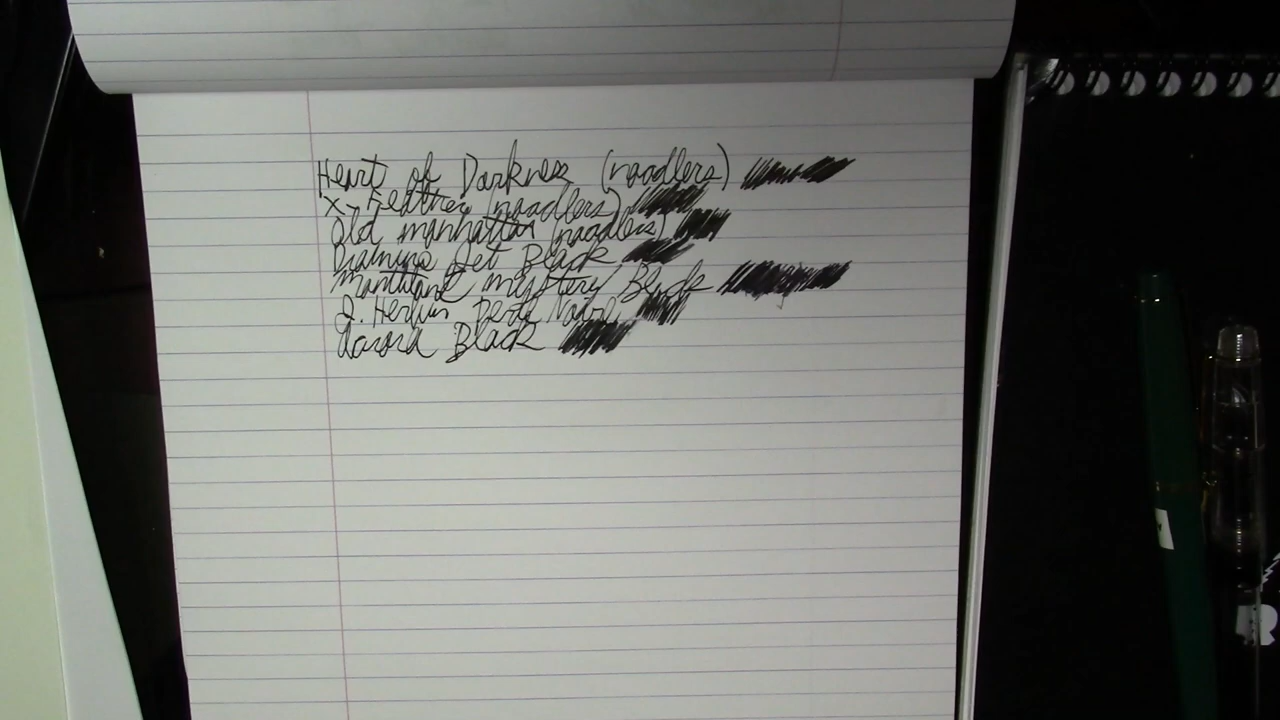 Heart of Darkness (noodlers)
X-Feather (noodlers)
Old manhattan (noodlers)
Diamine Jet Black
montblanc mystery Black
J. Herbin Perle Noire
Aurora Black